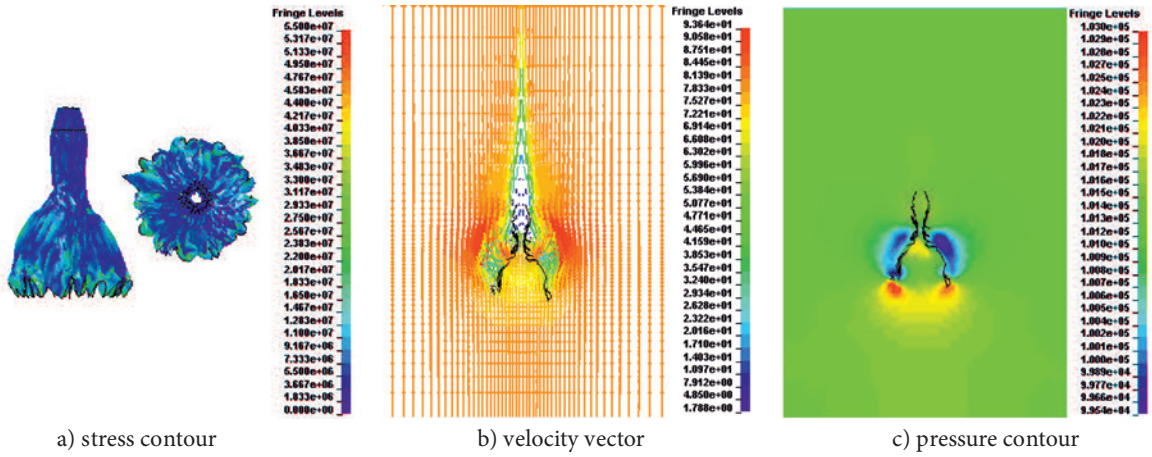 Fringe Levels
5.500e+07
5.317e+07
5.133e+07
4.950e+07
4.767e+07
4.583e+07
4.400e+07
4.217e+07
4.033e+07
3.850e+07
3.667e+07
3.483e+07
3.300e+07
3.117e+07
2.933e+07
2.750e+07
2.567e+07
2.383e+07
2.200e+07
2.017e+07
1.833e+07
1.650e+07
1.467e+07
1.283e+07
1.100e+07
9.167e+06
7.333e+06
5.500e+06
3.667e+06
1.833e+06
0.000e+00
a) stress contour
Fringe Levels
9.364e+01
9.058e+01
8.751e+01
8.445e+01
8.139e+01
7.833e+01
7.527e+01
7.221e+01
6.914e+01
6.608e+01
6.302e+01
5.996e+01
5.690e+01
5.384e+01
5.077e+01
4.771e+01
4.465e+01
4.159e+01
3.853e+01
3.547e+01
3.240e+01
2.934e+01
2.628e+01
2.322e+01
2.016e+01
1.710e+01
1.403e+01
1.097e+01
7.912e+00
4.850e+00
1.788e+00
b) velocity vector
Fringe Levels
1.030e+05
1.029e+05
1.028e+05
1.027e+05
1.025e+05
1.024e+05
1.023e+05
1.022e+05
1.021e+05
1.020e+05
1.018e+05
1.017e+05
1.016e+05
1.015e+05
1.014e+05
1.013e+05
1.012e+05
1.010e+05
1.009e+05
1.008e+05
1.007e+05
1.006e+05
1.005e+05
1.004e+05
1.002e+05
1.001e+05
1.000e+05
9.989e+04
9.977e+04
9.966e+04
9.954e+04
c) pressure contour